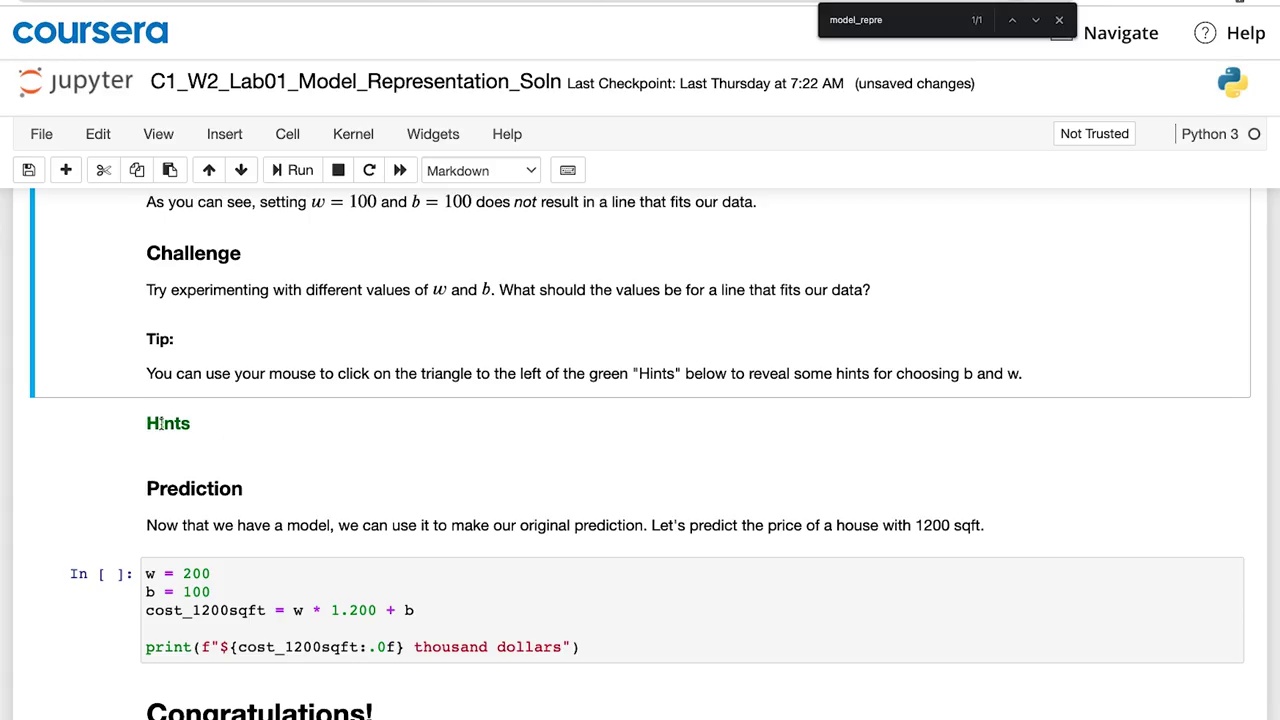 model_repre 1/1
coursera Navigate Help
jupyter C1_W2_Lab01_Model_Representation_Soln Last Checkpoint: Last Thursday at 7:22 AM (unsaved changes)
File Edit View Insert Cell Kernel Widgets Help Not Trusted Python 3
Run Markdown
As you can see, setting w = 100 and b = 100 does not result in a line that fits our data.
Challenge
Try experimenting with different values of w and b. What should the values be for a line that fits our data?
Tip:
You can use your mouse to click on the triangle to the left of the green "Hints" below to reveal some hints for choosing b and w.
Hints
Prediction
Now that we have a model, we can use it to make our original prediction. Let's predict the price of a house with 1200 sqft.
In [ ]: w = 200
b = 100
cost_1200sqft = w * 1.200 + b
print(f"${cost_1200sqft:.0f} thousand dollars")
Congratulations!